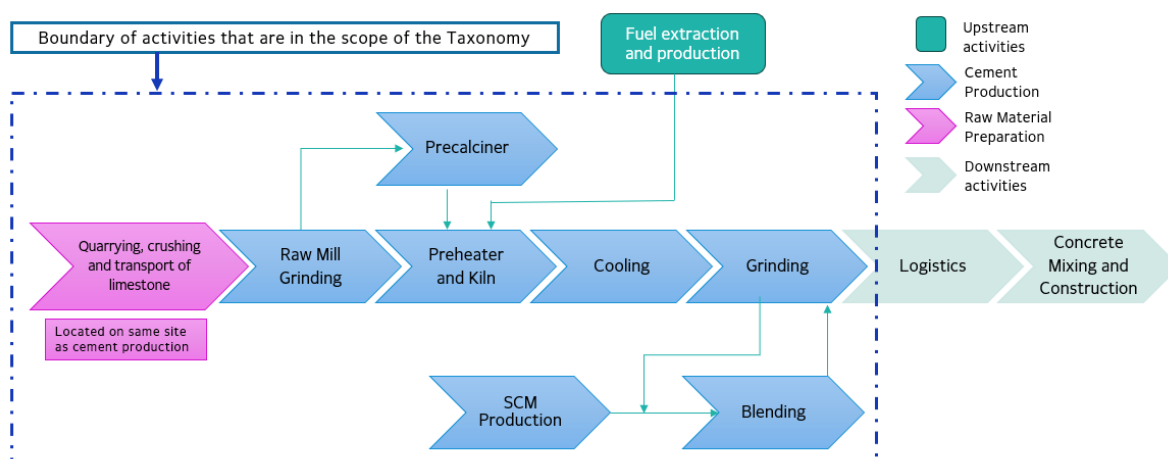 Boundary of activities that are in the scope of the Taxonomy
Fuel extraction
and production
Upstream
activities
Cement
Production
Raw Material
Preparation
Downstream
activities
Precalciner
Quarrying, crushing
and transport of
limestone
Raw Mill
Grinding
Preheater
and Kiln
Cooling
Grinding
Logistics
Concrete
Mixing and
Construction
Located on same site
as cement production
SCM
Production
Blending